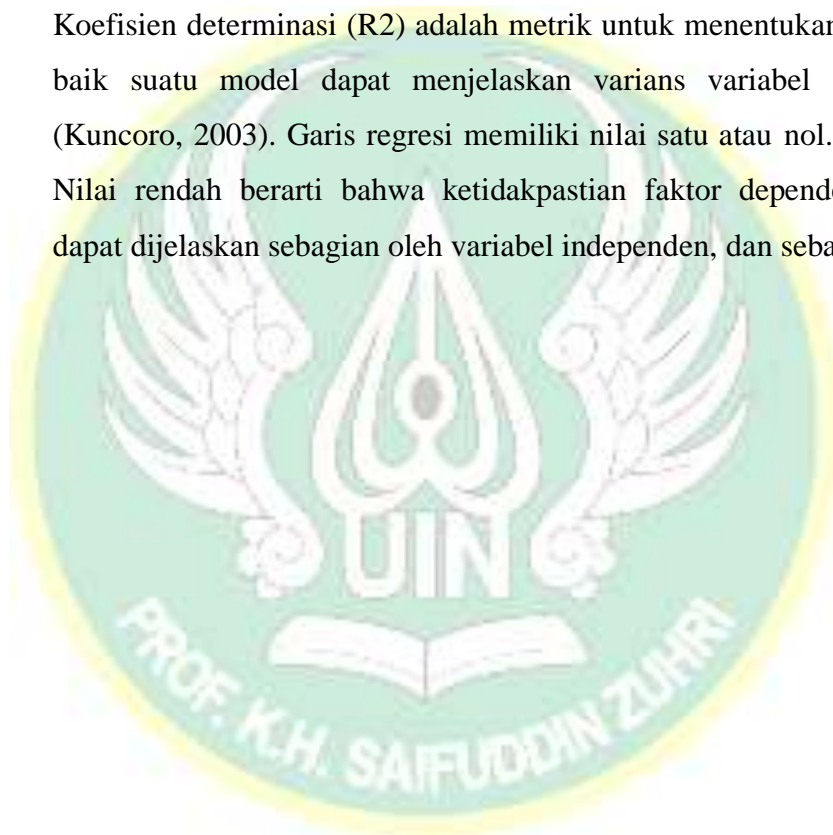 Koefisien determinasi (R2) adalah metrik untuk menentukan
baik suatu model dapat menjelaskan varians variabel
(Kuncoro, 2003). Garis regresi memiliki nilai satu atau nol.
Nilai rendah berarti bahwa ketidakpastian faktor
dapat dijelaskan sebagian oleh variabel independen, dan
UIN
PROF. K.H. SAIFUDDIN ZUHRI